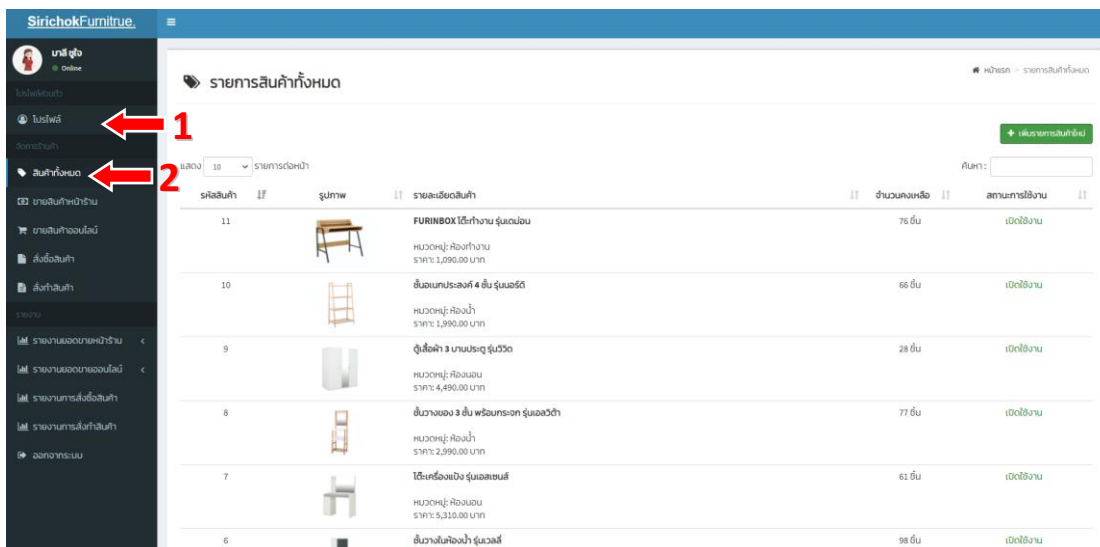 SirichokFurnitrue.
มาลี ชูใจ
Online
โปรไฟล์ส่วนตัว
โปรไฟล์
1
จัดการร้านค้า
สินค้าทั้งหมด
2
ขายสินค้าหน้าร้าน
ขายสินค้าออนไลน์
สั่งซื้อสินค้า
สั่งทำสินค้า
รายงาน
รายงานยอดขายหน้าร้าน
รายงานยอดขายออนไลน์
รายงานการสั่งซื้อสินค้า
รายงานการสั่งทำสินค้า
ออกจากระบบ
รายการสินค้าทั้งหมด
หน้าแรก > รายการสินค้าทั้งหมด
+ เพิ่มรายการสินค้าใหม่
แสดง 10 รายการต่อหน้า
ค้นหา :
รหัสสินค้า รูปภาพ รายละเอียดสินค้า จำนวนคงเหลือ สถานะการใช้งาน
11 FURINBOX โต๊ะทำงาน รุ่นเดม่อน 76 ชิ้น เปิดใช้งาน
หมวดหมู่: ห้องทำงาน
ราคา: 1,090.00 บาท
10 ชั้นอเนกประสงค์ 4 ชั้น รุ่นนอร์ดิ 66 ชิ้น เปิดใช้งาน
หมวดหมู่: ห้องน้ำ
ราคา: 1,990.00 บาท
9 ตู้เสื้อผ้า 3 บานประตู รุ่นวิวิด 28 ชิ้น เปิดใช้งาน
หมวดหมู่: ห้องนอน
ราคา: 4,490.00 บาท
8 ชั้นวางของ 3 ชั้น พร้อมกระจก รุ่นเอลวิต้า 77 ชิ้น เปิดใช้งาน
หมวดหมู่: ห้องน้ำ
ราคา: 2,990.00 บาท
7 โต๊ะเครื่องแป้ง รุ่นเอสเซนส์ 61 ชิ้น เปิดใช้งาน
หมวดหมู่: ห้องนอน
ราคา: 5,310.00 บาท
6 ชั้นวางในห้องน้ำ รุ่นเวลลี่ 98 ชิ้น เปิดใช้งาน